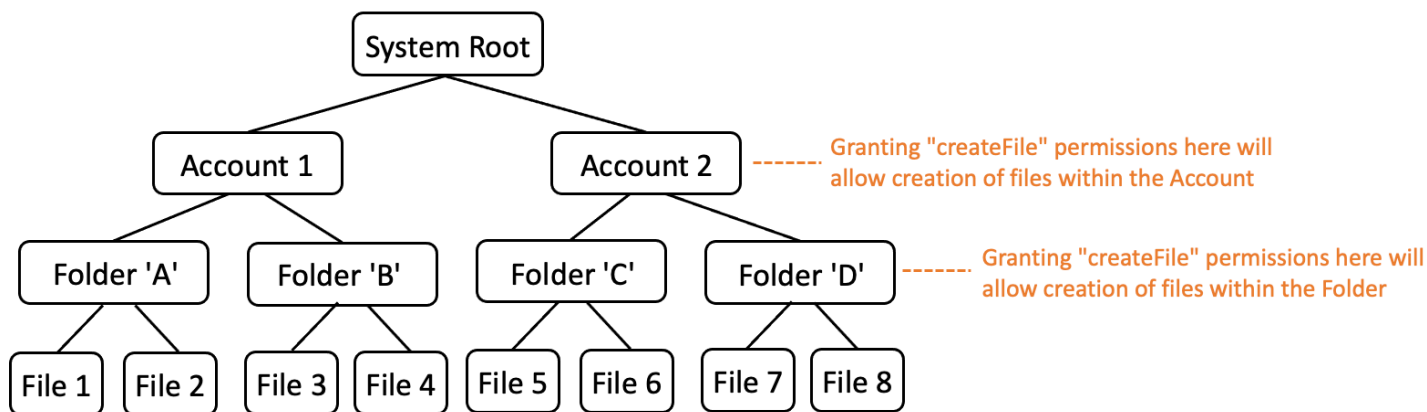 System Root
Account 1
Account 2
Granting "createFile" permissions here will
allow creation of files within the Account
Folder 'A'
Folder 'B'
Folder 'C'
Folder 'D'
Granting "createFile" permissions here will
allow creation of files within the Folder
File 1
File 2
File 3
File 4
File 5
File 6
File 7
File 8